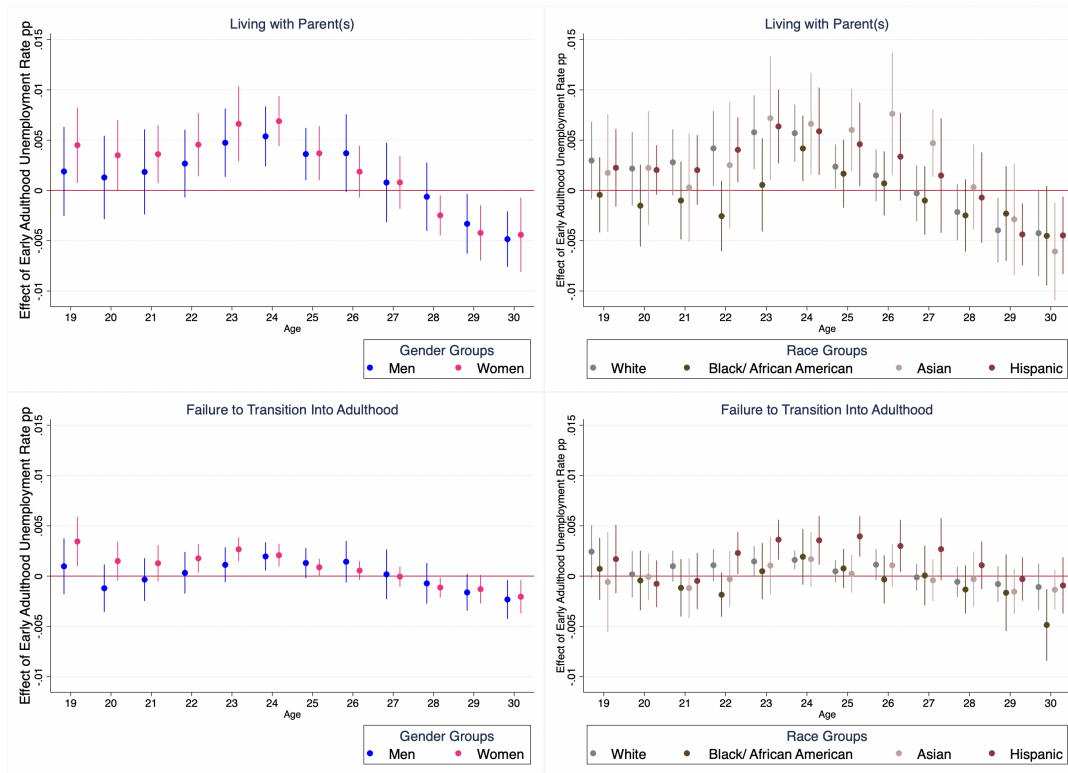 Living with Parent(s)
Effect of Early Adulthood Unemployment Rate pp
.015
.01
.005
0
-.005
-.01
19 20 21 22 23 24 25 26 27 28 29 30
Age
Gender Groups
Men Women
Living with Parent(s)
Effect of Early Adulthood Unemployment Rate pp
.015
.01
.005
0
-.005
-.01
19 20 21 22 23 24 25 26 27 28 29 30
Age
Race Groups
White Black/ African American Asian Hispanic
Failure to Transition Into Adulthood
Effect of Early Adulthood Unemployment Rate pp
.015
.01
.005
0
-.005
-.01
19 20 21 22 23 24 25 26 27 28 29 30
Age
Gender Groups
Men Women
Failure to Transition Into Adulthood
Effect of Early Adulthood Unemployment Rate pp
.015
.01
.005
0
-.005
-.01
19 20 21 22 23 24 25 26 27 28 29 30
Age
Race Groups
White Black/ African American Asian Hispanic